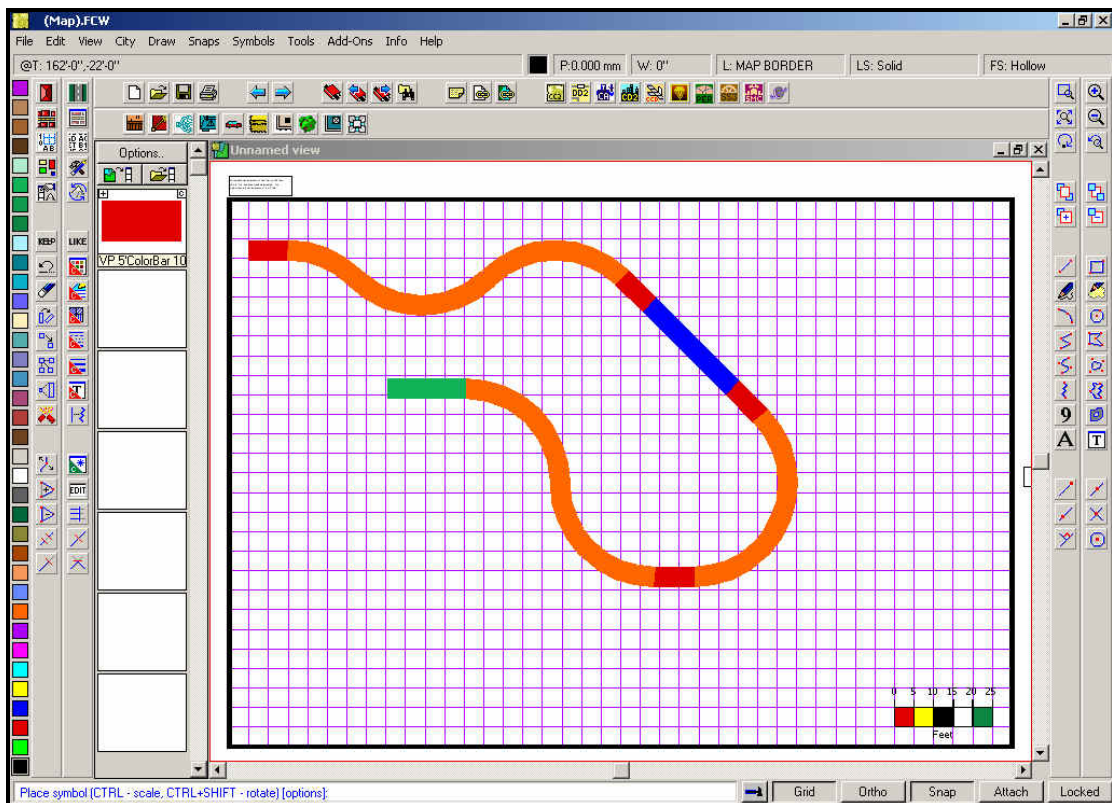 (Map).FCW
File Edit View City Draw Snaps Symbols Tools Add-Ons Info Help
@T: 162'-0",-22'-0" P:0.000 mm W: 0" L: MAP BORDER LS: Solid FS: Hollow
Options..
Unnamed view
VP 5'ColorBar 10
KEEP LIKE
EDIT
9
A T
0 5 10 15 20 25
Feet
Place symbol (CTRL - scale, CTRL+SHIFT - rotate) [options]:
Grid Ortho Snap Attach Locked